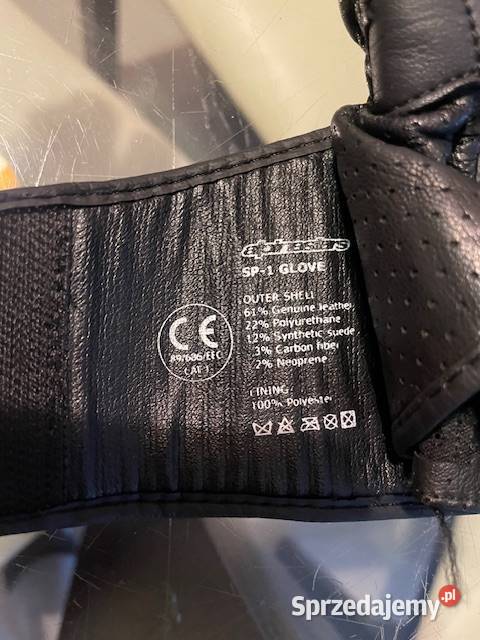 alpinestars
SP-1 GLOVE
OUTER SHELL
61% Genuine leather
22% Polyurethane
12% Synthetic suede
3% Carbon fiber
2% Neoprene
LINING:
100% Polyester
CE
89/686/EEC
CAT 1
Sprzedajemy.pl